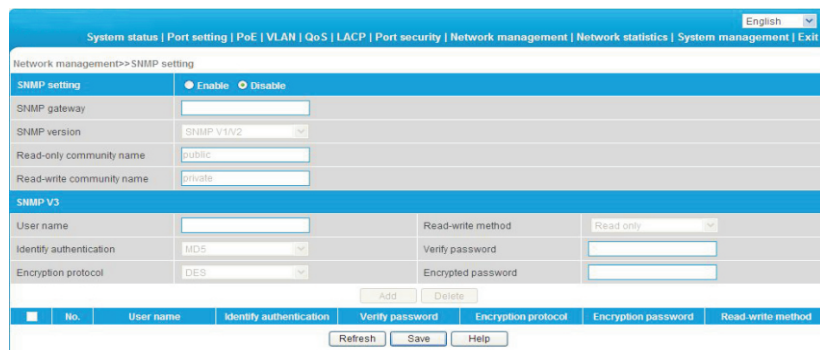 English
System status | Port setting | PoE | VLAN | QoS | LACP | Port security | Network management | Network statistics | System management | Exit
Network management>>SNMP setting
SNMP setting Enable Disable
SNMP gateway
SNMP version SNMP V1/V2
Read-only community name public
Read-write community name private
SNMP V3
User name Read-write method Read only
Identify authentication MD5 Verify password
Encryption protocol DES Encrypted password
Add Delete
No. User name Identify authentication Verify password Encryption protocol Encryption password Read-write method
Refresh Save Help